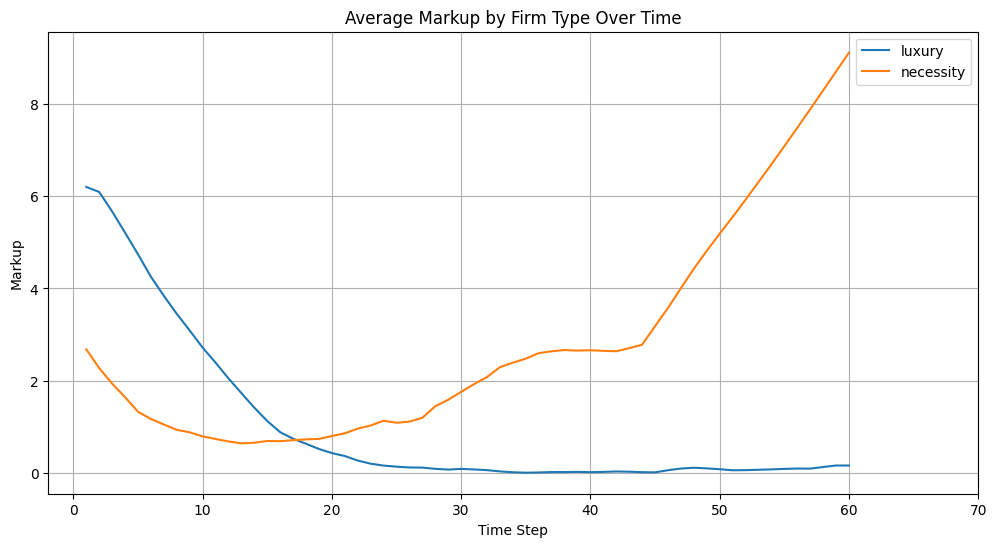 Average Markup by Firm Type Over Time
luxury
necessity
Markup
8
6
4
2
0
0 10 20 30 40 50 60 70
Time Step